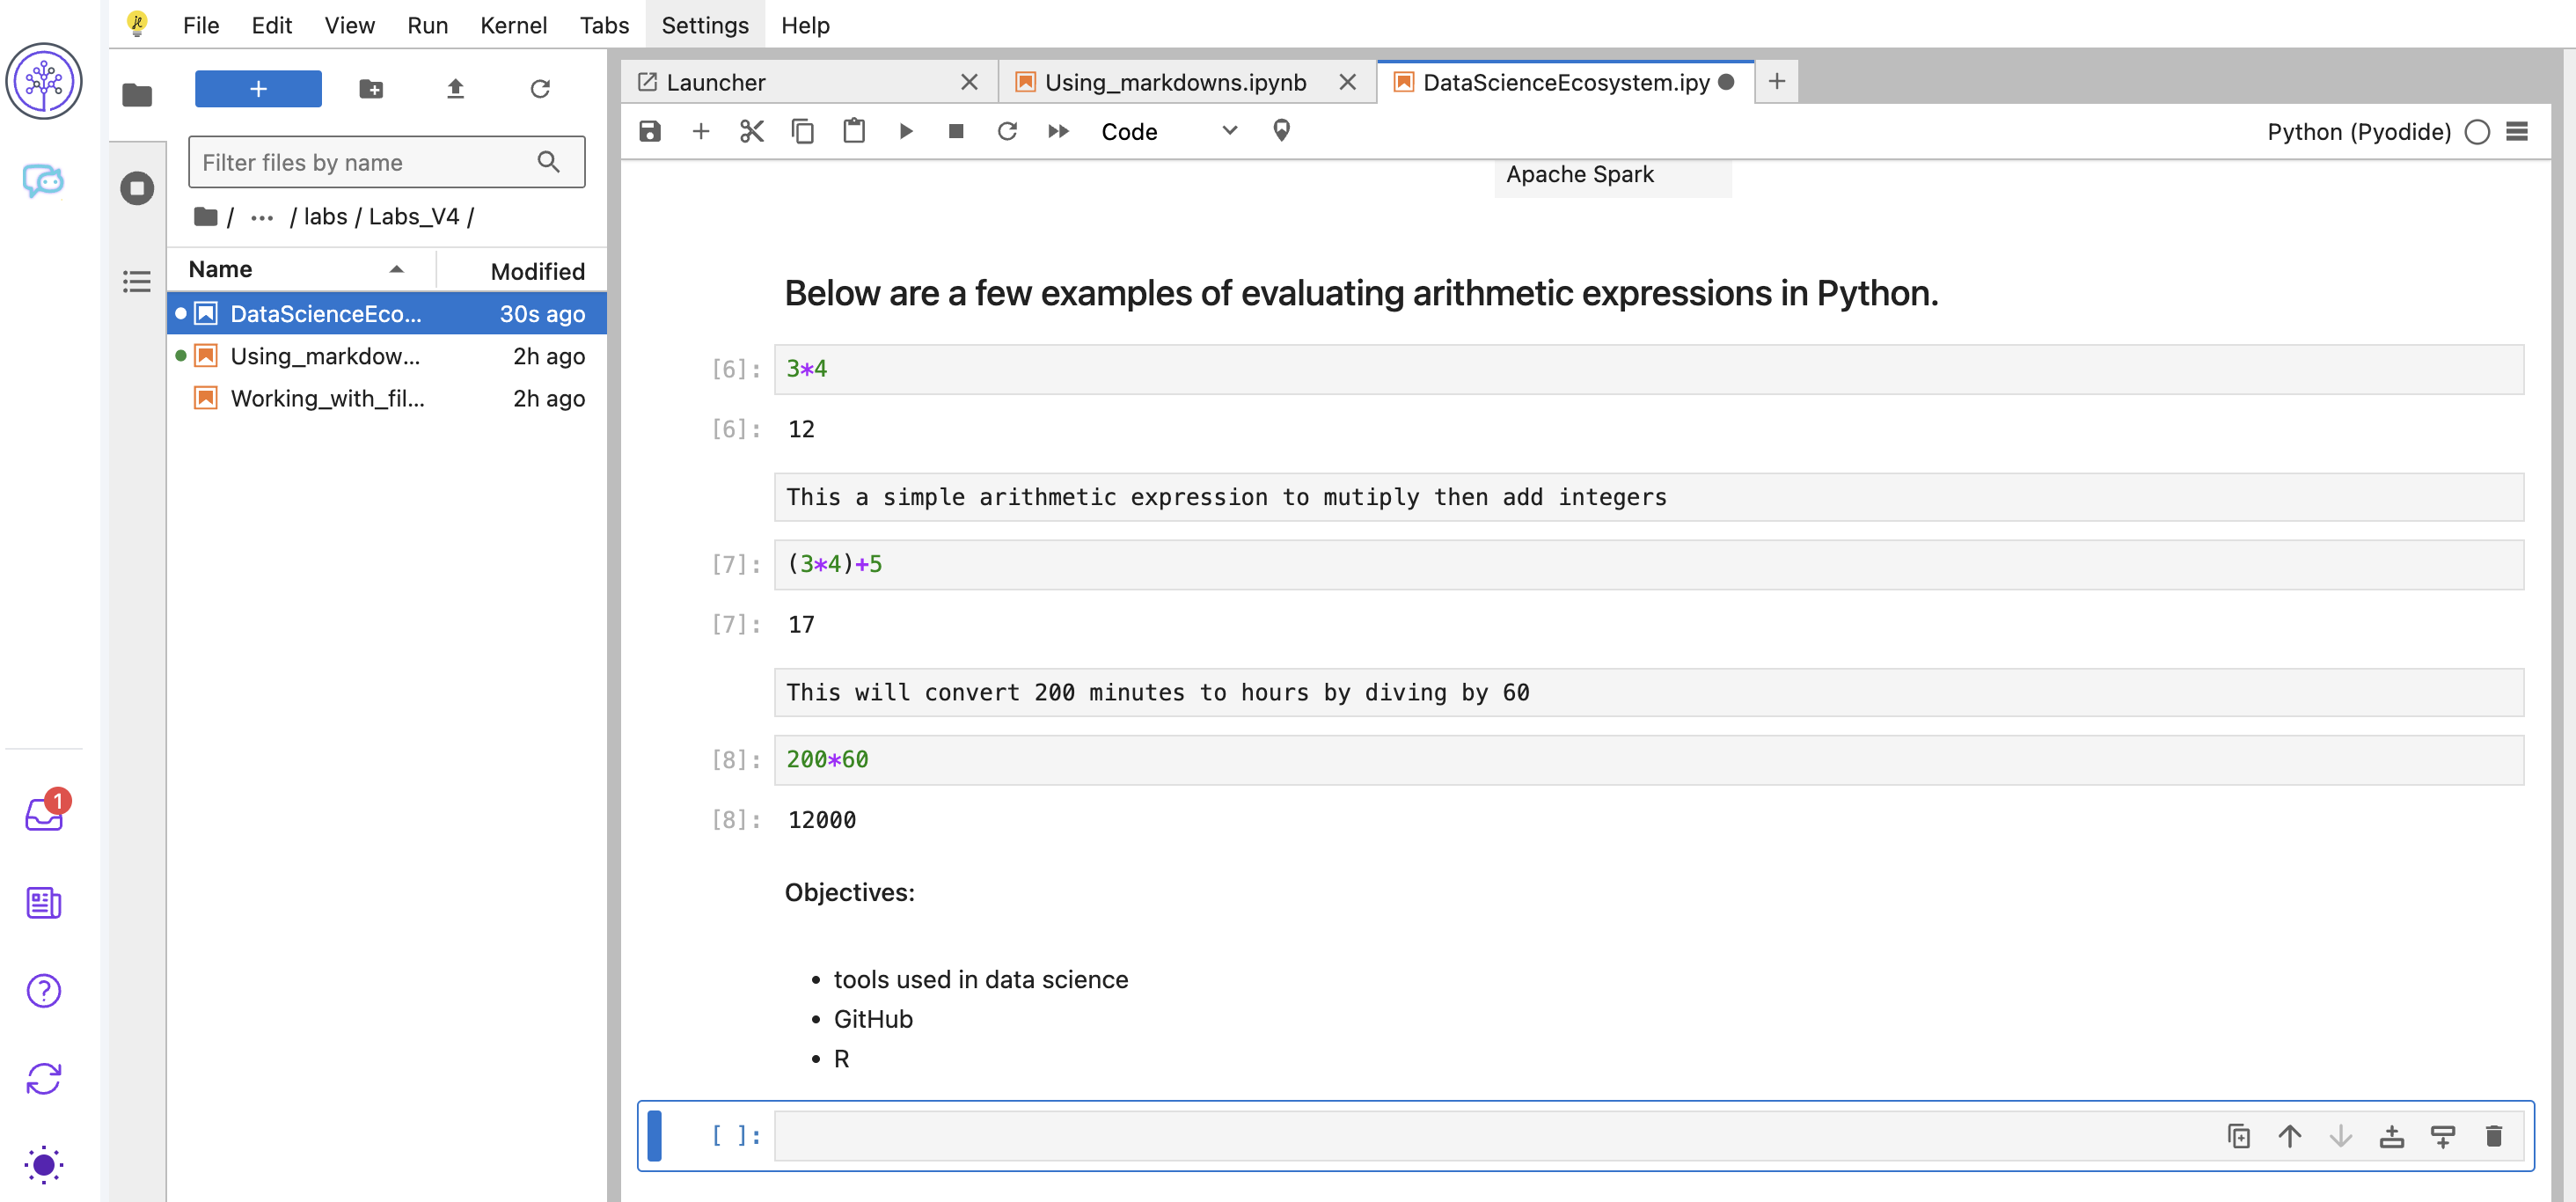 File Edit View Run Kernel Tabs Settings Help
+
Filter files by name
/ ... / labs / Labs_V4 /
Name Modified
DataScienceEco... 30s ago
Using_markdow... 2h ago
Working_with_fil... 2h ago
1
Launcher Using_markdowns.ipynb DataScienceEcosystem.ipy
Code Python (Pyodide)
Apache Spark
Below are a few examples of evaluating arithmetic expressions in Python.
[6]: 3*4
[6]: 12
This a simple arithmetic expression to mutiply then add integers
[7]: (3*4)+5
[7]: 17
This will convert 200 minutes to hours by diving by 60
[8]: 200*60
[8]: 12000
Objectives:
• tools used in data science
• GitHub
• R
[ ]: